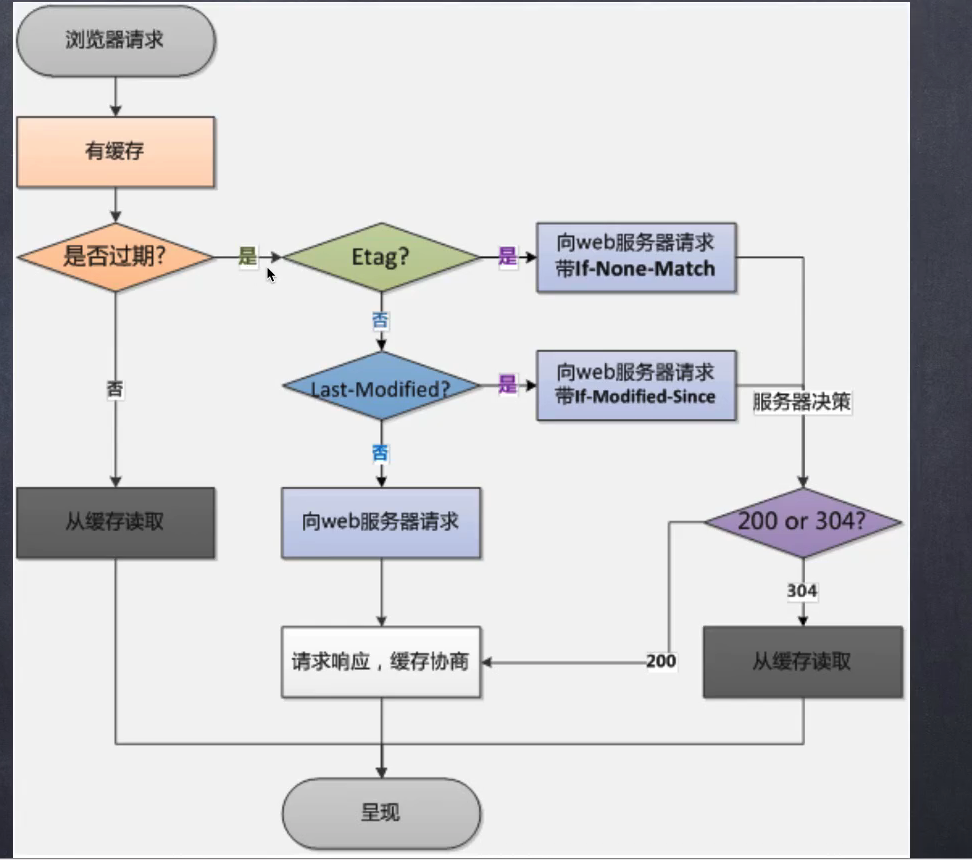 浏览器请求
有缓存
是否过期?
是
Etag?
是
向web服务器请求
带If-None-Match
否
否
Last-Modified?
是
向web服务器请求
带If-Modified-Since
服务器决策
否
从缓存读取
向web服务器请求
200 or 304?
304
请求响应，缓存协商
200
从缓存读取
呈现